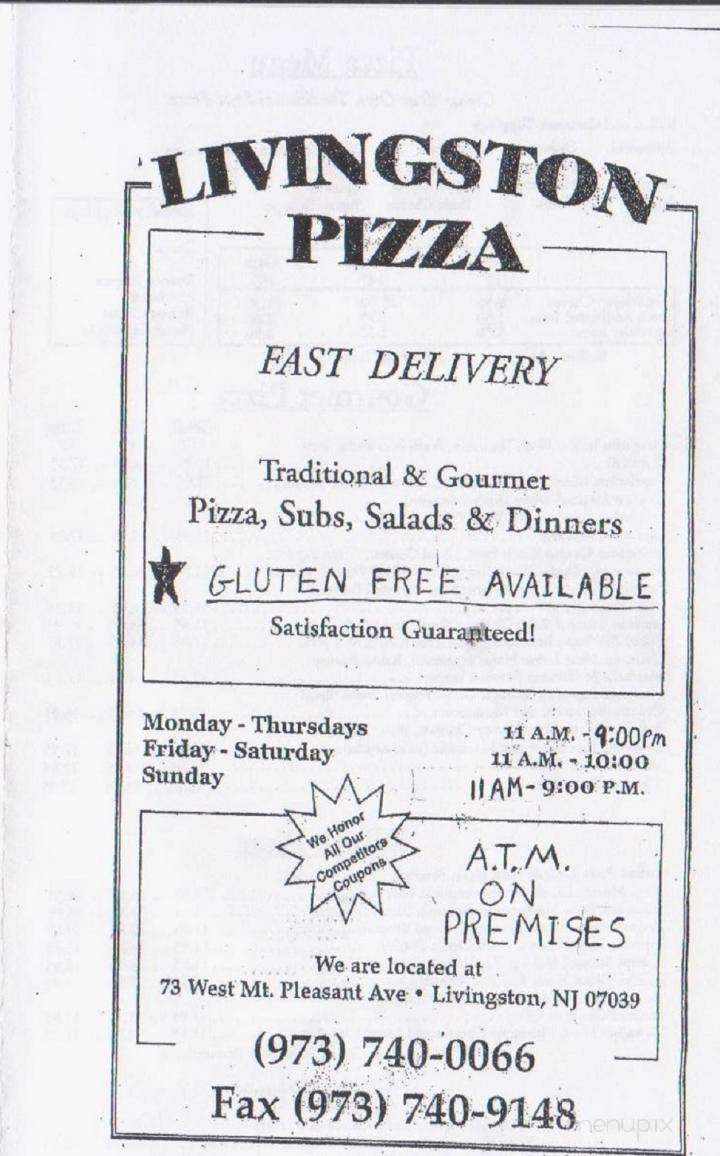 LIVINGSTON
PIZZA
FAST DELIVERY
Traditional & Gourmet
Pizza, Subs, Salads & Dinners
★ GLUTEN FREE AVAILABLE
Satisfaction Guaranteed!
Monday - Thursdays 11 A.M. - 9:00pm
Friday - Saturday 11 A.M. - 10:00
Sunday 11 AM - 9:00 P.M.
We Honor
All Our
Competitors
Coupons
A.T.M.
ON
PREMISES
We are located at
73 West Mt. Pleasant Ave • Livingston, NJ 07039
(973) 740-0066
Fax (973) 740-9148
menupix